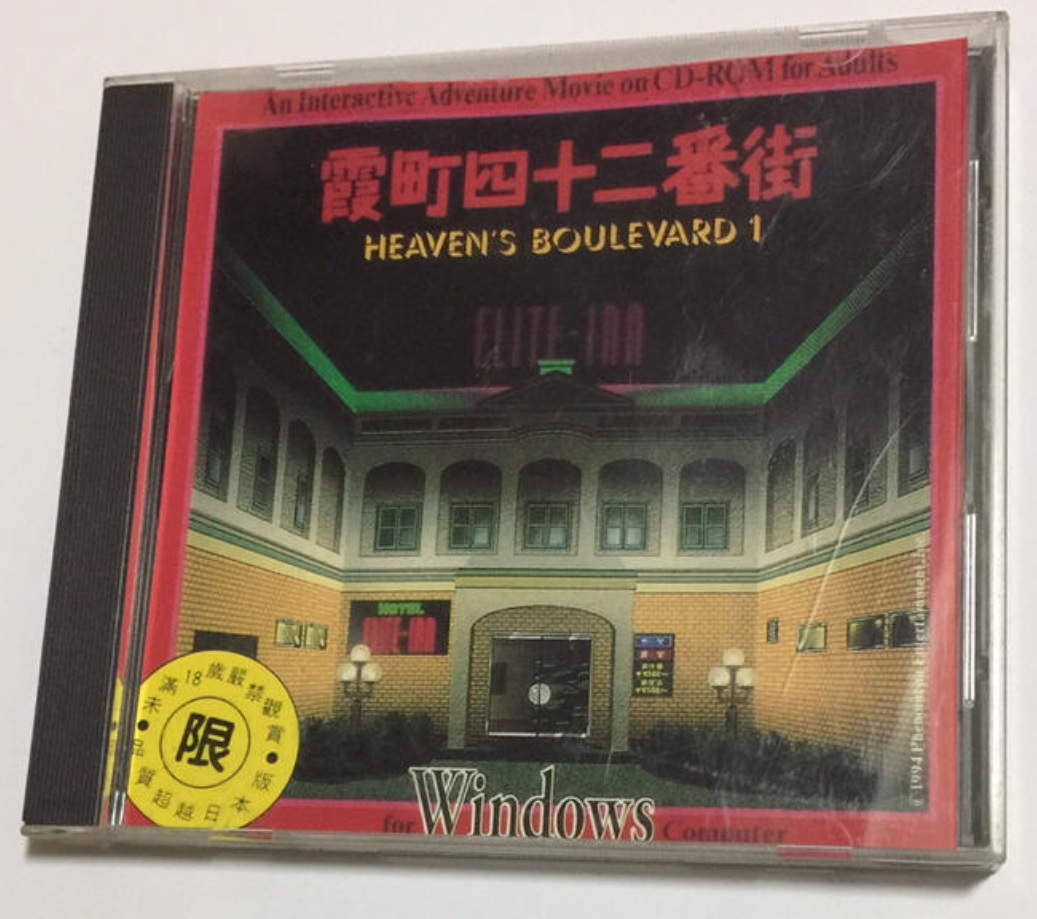 An Interactive Adventure Movie on CD-ROM for Adults
霞町四十二番街
HEAVEN'S BOULEVARD 1
ELITE-INN
HOTEL
未滿18歲嚴禁觀賞
限
品質超越日本版
for Windows Computer
© 1994 Entertainment